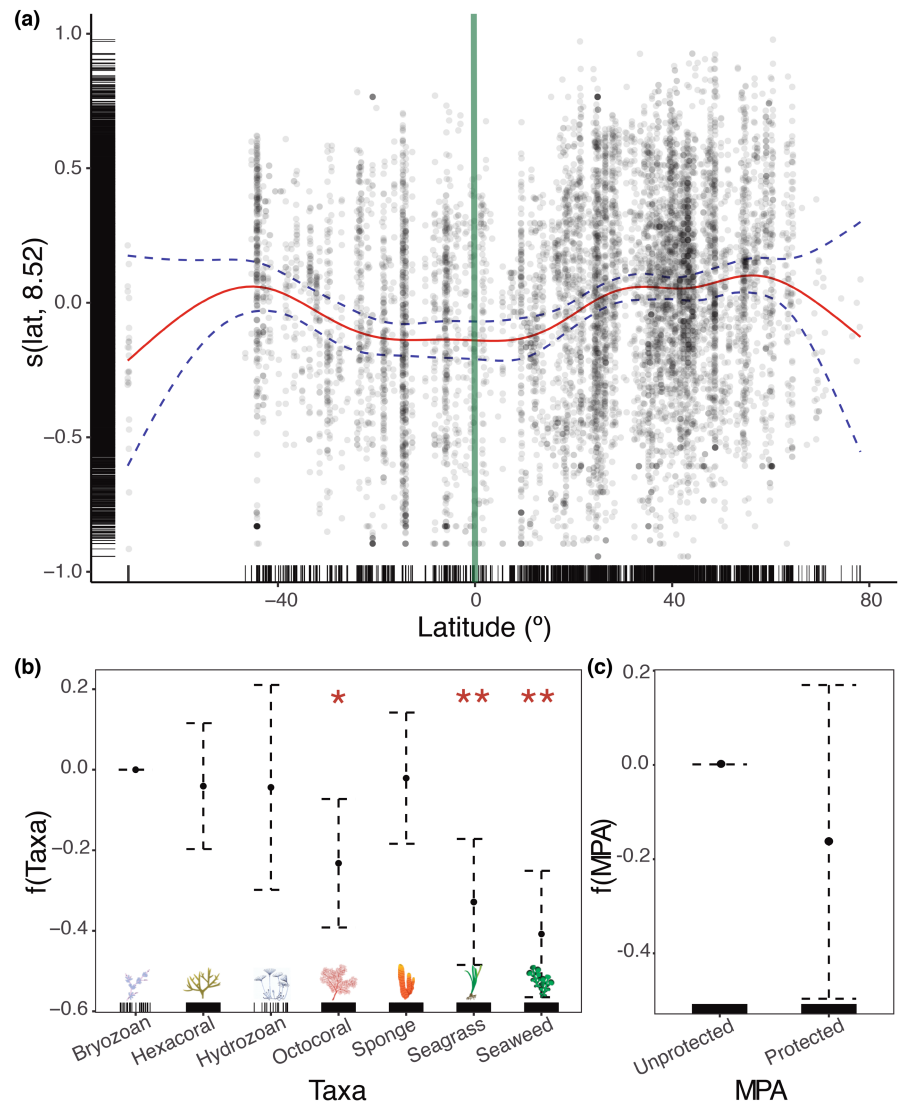 (a)
1.0
0.5
0.0
−0.5
−1.0
s(lat, 8.52)
−40
0
40
80
Latitude (º)
(b)
0.2
0.0
−0.2
−0.4
−0.6
f(Taxa)
* ** **
Bryozoan
Hexacoral
Hydrozoan
Octocoral
Sponge
Seagrass
Seaweed
Taxa
(c)
0.2
0.0
-0.2
-0.4
f(MPA)
Unprotected
Protected
MPA